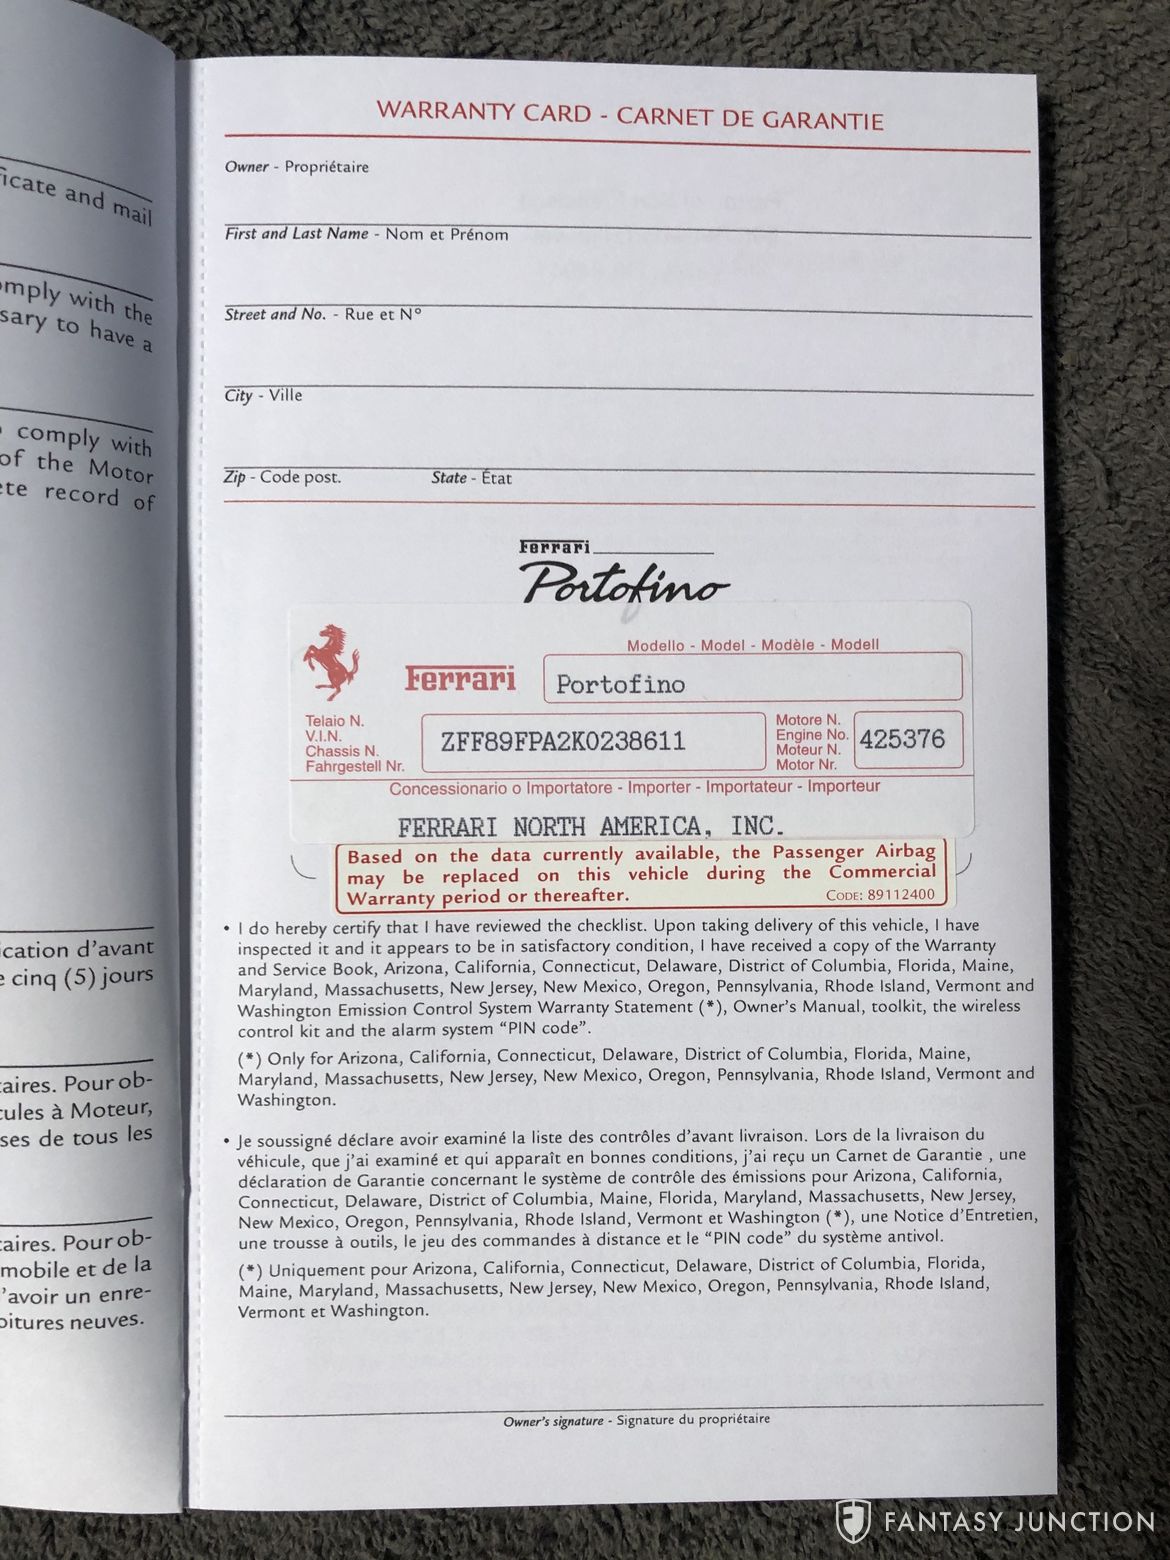 icate and mail
omply with the
sary to have a
comply with
of the Motor
ete record of
ication d'avant
e cinq (5) jours
taires. Pour ob-
cules à Moteur,
ses de tous les
taires. Pour ob-
mobile et de la
'avoir un enre-
oitures neuves.
WARRANTY CARD - CARNET DE GARANTIE
Owner - Propriétaire
First and Last Name - Nom et Prénom
Street and No. - Rue et N°
City - Ville
Zip - Code post. State - État
Ferrari
Portofino
Modello - Model - Modèle - Modell
Ferrari Portofino
Telaio N.
V.I.N.
Chassis N.
Fahrgestell Nr.
ZFF89FPA2K0238611
Motore N.
Engine No.
Moteur N.
Motor Nr.
425376
Concessionario o Importatore - Importer - Importateur - Importeur
FERRARI NORTH AMERICA, INC.
Based on the data currently available, the Passenger Airbag
may be replaced on this vehicle during the Commercial
Warranty period or thereafter. CODE: 89112400
• I do hereby certify that I have reviewed the checklist. Upon taking delivery of this vehicle, I have
inspected it and it appears to be in satisfactory condition, I have received a copy of the Warranty
and Service Book, Arizona, California, Connecticut, Delaware, District of Columbia, Florida, Maine,
Maryland, Massachusetts, New Jersey, New Mexico, Oregon, Pennsylvania, Rhode Island, Vermont and
Washington Emission Control System Warranty Statement (*), Owner's Manual, toolkit, the wireless
control kit and the alarm system "PIN code".
(*) Only for Arizona, California, Connecticut, Delaware, District of Columbia, Florida, Maine,
Maryland, Massachusetts, New Jersey, New Mexico, Oregon, Pennsylvania, Rhode Island, Vermont and
Washington.
• Je soussigné déclare avoir examiné la liste des contrôles d'avant livraison. Lors de la livraison du
véhicule, que j'ai examiné et qui apparaît en bonnes conditions, j'ai reçu un Carnet de Garantie , une
déclaration de Garantie concernant le système de contrôle des émissions pour Arizona, California,
Connecticut, Delaware, District of Columbia, Maine, Florida, Maryland, Massachusetts, New Jersey,
New Mexico, Oregon, Pennsylvania, Rhode Island, Vermont et Washington (*), une Notice d'Entretien,
une trousse à outils, le jeu des commandes à distance et le "PIN code" du système antivol.
(*) Uniquement pour Arizona, California, Connecticut, Delaware, District of Columbia, Florida,
Maine, Maryland, Massachusetts, New Jersey, New Mexico, Oregon, Pennsylvania, Rhode Island,
Vermont et Washington.
Owner's signature - Signature du propriétaire
FANTASY JUNCTION